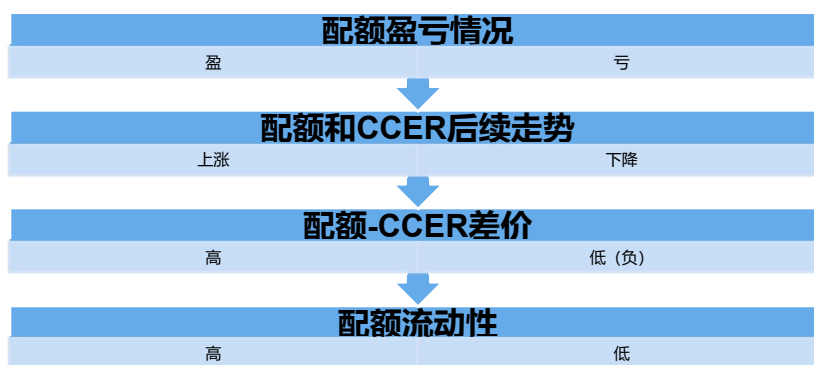 配额盈亏情况
盈 亏
配额和CCER后续走势
上涨 下降
配额-CCER差价
高 低 (负)
配额流动性
高 低